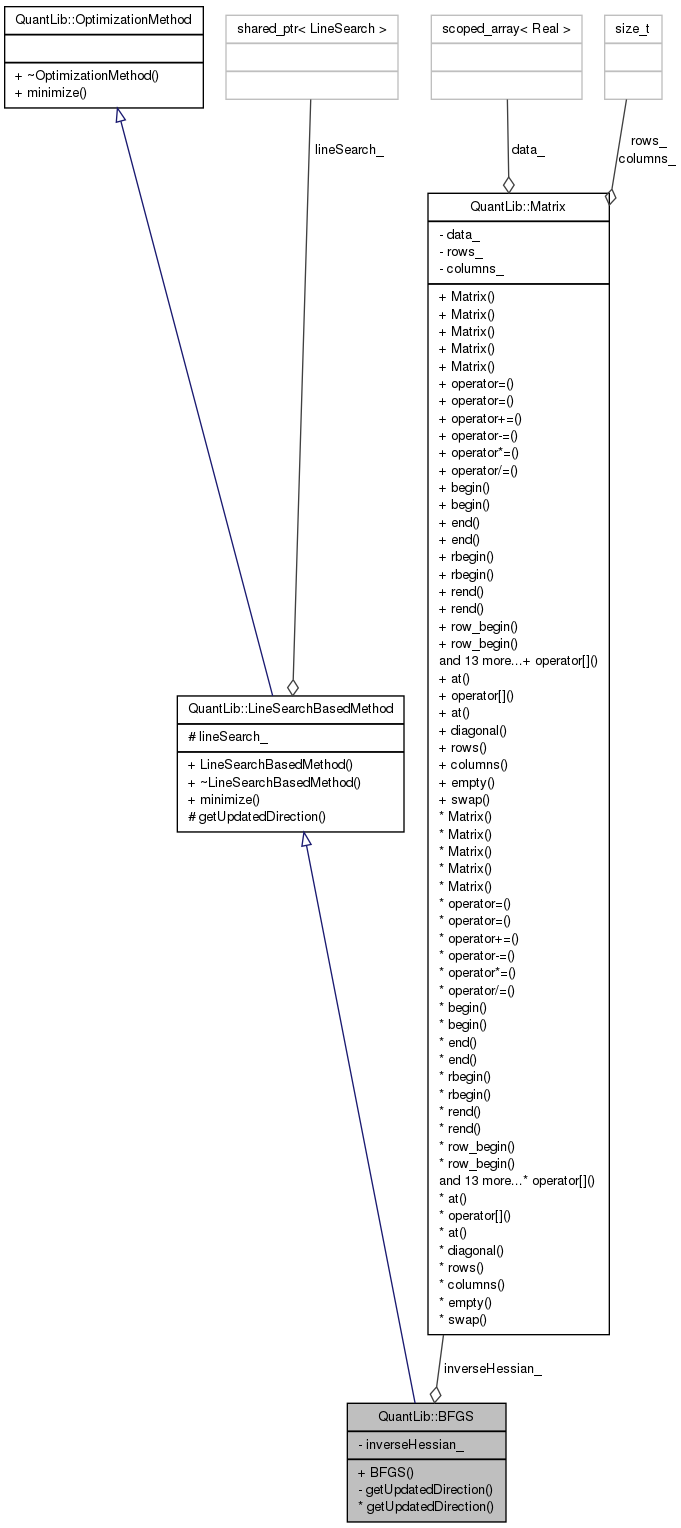 QuantLib::OptimizationMethod
+ ~OptimizationMethod()
+ minimize()
shared_ptr< LineSearch >
scoped_array< Real >
size_t
lineSearch_
data_
rows_
columns_
QuantLib::Matrix
- data_
- rows_
- columns_
+ Matrix()
+ Matrix()
+ Matrix()
+ Matrix()
+ Matrix()
+ operator=()
+ operator=()
+ operator+=()
+ operator-=()
+ operator*=()
+ operator/=()
+ begin()
+ begin()
+ end()
+ end()
+ rbegin()
+ rbegin()
+ rend()
+ rend()
+ row_begin()
+ row_begin()
and 13 more...+ operator[]()
+ at()
+ operator[]()
+ at()
+ diagonal()
+ rows()
+ columns()
+ empty()
+ swap()
* Matrix()
* Matrix()
* Matrix()
* Matrix()
* Matrix()
* operator=()
* operator=()
* operator+=()
* operator-=()
* operator*=()
* operator/=()
* begin()
* begin()
* end()
* end()
* rbegin()
* rbegin()
* rend()
* rend()
* row_begin()
* row_begin()
and 13 more...* operator[]()
* at()
* operator[]()
* at()
* diagonal()
* rows()
* columns()
* empty()
* swap()
QuantLib::LineSearchBasedMethod
# lineSearch_
+ LineSearchBasedMethod()
+ ~LineSearchBasedMethod()
+ minimize()
# getUpdatedDirection()
inverseHessian_
QuantLib::BFGS
- inverseHessian_
+ BFGS()
- getUpdatedDirection()
* getUpdatedDirection()